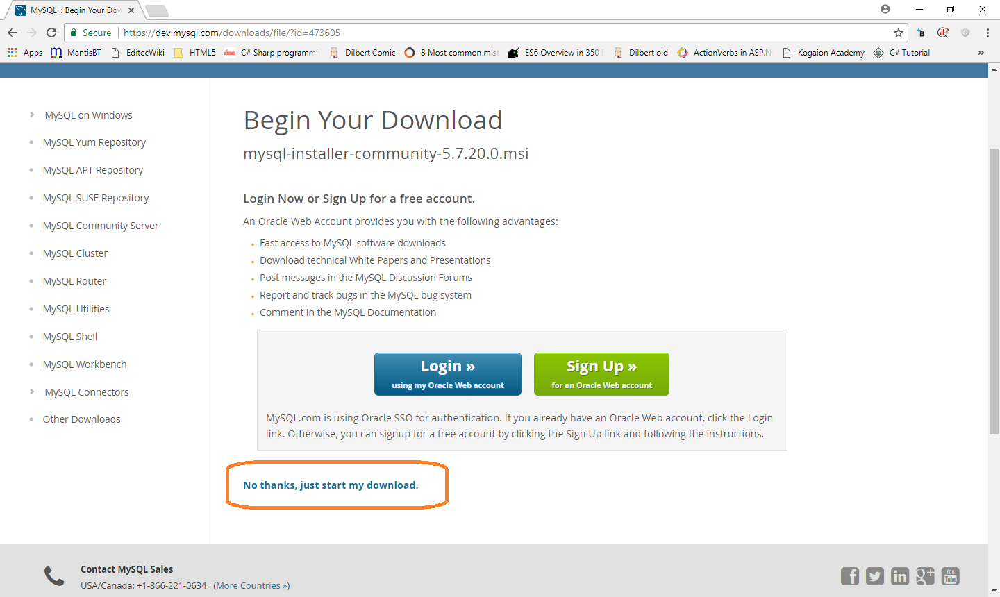 MySQL :: Begin Your Dow
Secure
https://dev.mysql.com/downloads/file/?id=473605
Apps
MantisBT
EditecWiki
HTML5
C# Sharp programmin
Dilbert Comic
8 Most common mist
ES6 Overview in 350
Dilbert old
ActionVerbs in ASP.N
Kogaion Academy
C# Tutorial
»
MySQL on Windows
MySQL Yum Repository
MySQL APT Repository
MySQL SUSE Repository
MySQL Community Server
MySQL Cluster
MySQL Router
MySQL Utilities
MySQL Shell
MySQL Workbench
MySQL Connectors
Other Downloads
Begin Your Download
mysql-installer-community-5.7.20.0.msi
Login Now or Sign Up for a free account.
An Oracle Web Account provides you with the following advantages:
Fast access to MySQL software downloads
Download technical White Papers and Presentations
Post messages in the MySQL Discussion Forums
Report and track bugs in the MySQL bug system
Comment in the MySQL Documentation
Login »
using my Oracle Web account
Sign Up »
for an Oracle Web account
MySQL.com is using Oracle SSO for authentication. If you already have an Oracle Web account, click the Login
link. Otherwise, you can signup for a free account by clicking the Sign Up link and following the instructions.
No thanks, just start my download.
Contact MySQL Sales
USA/Canada: +1-866-221-0634 (More Countries »)
You
Tube